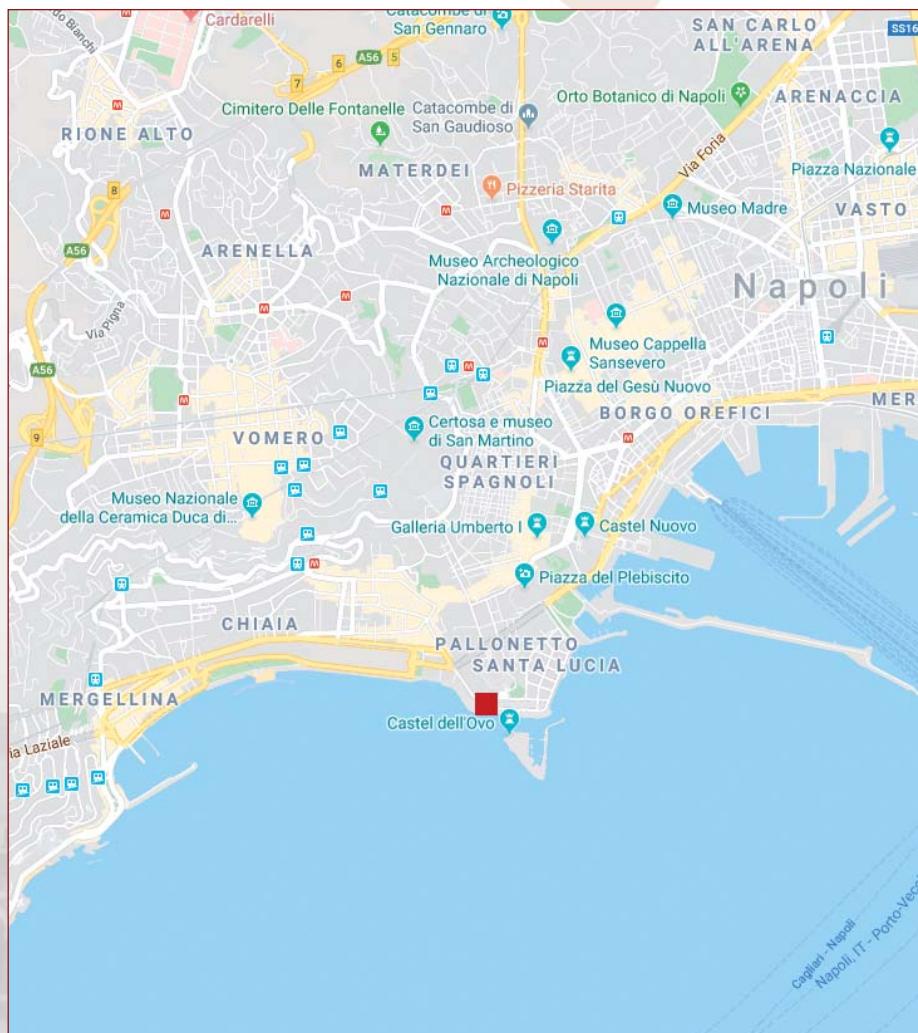 Cardarelli
Catacombe di
San Gennaro
SAN CARLO
ALL'ARENA
SS16
A56
6
5
7
Cimitero Delle Fontanelle
Catacombe di
San Gaudioso
Orto Botanico di Napoli
ARENACCIA
RIONE ALTO
Via Foria
MATERDEI
Piazza Nazionale
8
Pizzeria Starita
Museo Madre
VASTO
A56
ARENELLA
Museo Archeologico
Nazionale di Napoli
Napoli
Via Pigna
Museo Cappella
Sansevero
A56
Piazza del Gesù Nuovo
MER
BORGO OREFICI
9
VOMERO
Certosa e museo
di San Martino
QUARTIERI
SPAGNOLI
Museo Nazionale
della Ceramica Duca di...
Galleria Umberto I
Castel Nuovo
Piazza del Plebiscito
CHIAIA
PALLONETTO
SANTA LUCIA
MERGELLINA
Castel dell'Ovo
ia Laziale
Cagliari - Napoli
Napoli, IT - Porto-Vecc